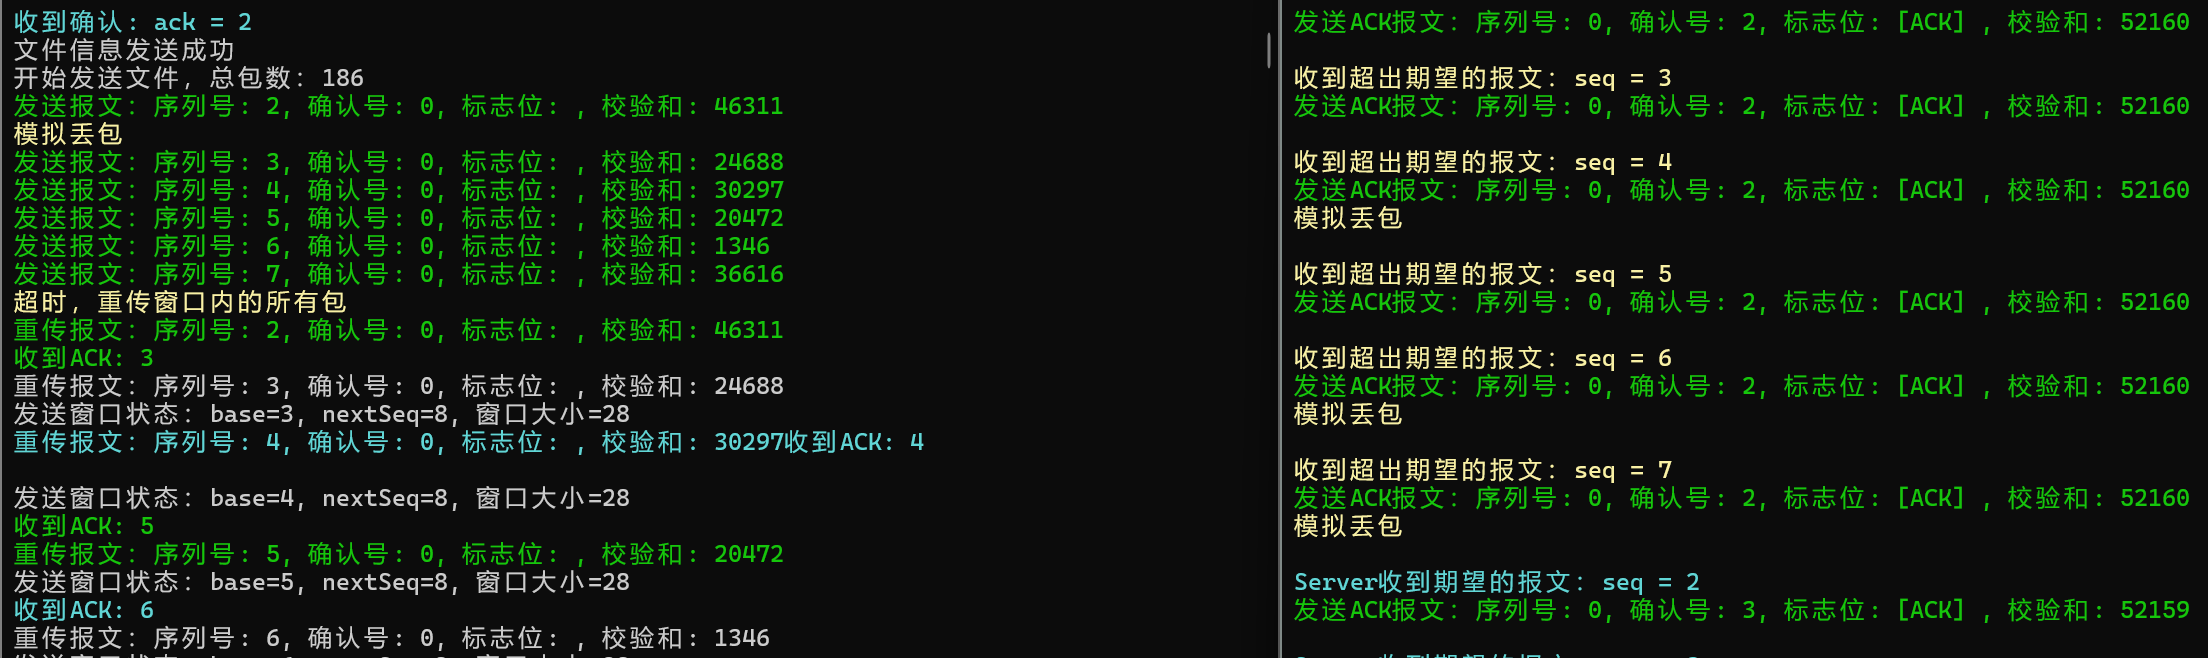 收到确认: ack = 2
文件信息发送成功
开始发送文件, 总包数: 186
发送报文: 序列号: 2, 确认号: 0, 标志位: , 校验和: 46311
模拟丢包
发送报文: 序列号: 3, 确认号: 0, 标志位: , 校验和: 24688
发送报文: 序列号: 4, 确认号: 0, 标志位: , 校验和: 30297
发送报文: 序列号: 5, 确认号: 0, 标志位: , 校验和: 20472
发送报文: 序列号: 6, 确认号: 0, 标志位: , 校验和: 1346
发送报文: 序列号: 7, 确认号: 0, 标志位: , 校验和: 36616
超时, 重传窗口内的所有包
重传报文: 序列号: 2, 确认号: 0, 标志位: , 校验和: 46311
收到ACK: 3
重传报文: 序列号: 3, 确认号: 0, 标志位: , 校验和: 24688
发送窗口状态: base=3, nextSeq=8, 窗口大小=28
重传报文: 序列号: 4, 确认号: 0, 标志位: , 校验和: 30297收到ACK: 4
发送窗口状态: base=4, nextSeq=8, 窗口大小=28
收到ACK: 5
重传报文: 序列号: 5, 确认号: 0, 标志位: , 校验和: 20472
发送窗口状态: base=5, nextSeq=8, 窗口大小=28
收到ACK: 6
重传报文: 序列号: 6, 确认号: 0, 标志位: , 校验和: 1346
发送ACK报文: 序列号: 0, 确认号: 2, 标志位: [ACK] , 校验和: 52160
收到超出期望的报文: seq = 3
发送ACK报文: 序列号: 0, 确认号: 2, 标志位: [ACK] , 校验和: 52160
收到超出期望的报文: seq = 4
发送ACK报文: 序列号: 0, 确认号: 2, 标志位: [ACK] , 校验和: 52160
模拟丢包
收到超出期望的报文: seq = 5
发送ACK报文: 序列号: 0, 确认号: 2, 标志位: [ACK] , 校验和: 52160
收到超出期望的报文: seq = 6
发送ACK报文: 序列号: 0, 确认号: 2, 标志位: [ACK] , 校验和: 52160
模拟丢包
收到超出期望的报文: seq = 7
发送ACK报文: 序列号: 0, 确认号: 2, 标志位: [ACK] , 校验和: 52160
模拟丢包
Server收到期望的报文: seq = 2
发送ACK报文: 序列号: 0, 确认号: 3, 标志位: [ACK] , 校验和: 52159